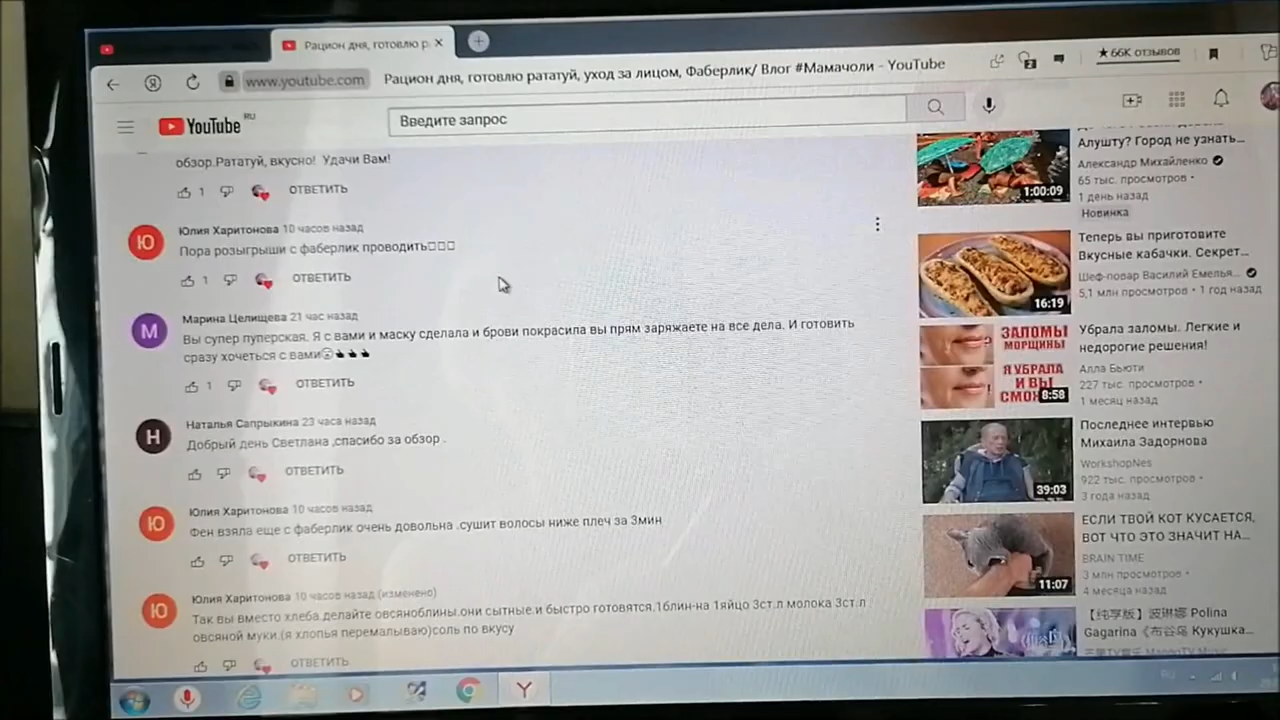 Рацион дня, готовлю р
www.youtube.com
Рацион дня, готовлю рататуй, уход за лицом, Фаберлик/ Влог #Мамачоли - YouTube
★ 66К отзывов
YouTube RU
Введите запрос
обзор.Рататуй, вкусно! Удачи Вам!
1 ОТВЕТИТЬ
Юлия Харитонова 10 часов назад
Пора розыгрыши с фаберлик проводить□□□
1 ОТВЕТИТЬ
Марина Целищева 21 час назад
Вы супер пуперская. Я с вами и маску сделала и брови покрасила вы прям заряжаете на все дела. И готовить
сразу хочеться с вами
1 ОТВЕТИТЬ
Наталья Сапрыкина 23 часа назад
Добрый день Светлана ,спасибо за обзор .
ОТВЕТИТЬ
Юлия Харитонова 10 часов назад
Фен взяла еще с фаберлик очень довольна .сушит волосы ниже плеч за 3мин
ОТВЕТИТЬ
Юлия Харитонова 10 часов назад (изменено)
Так вы вместо хлеба делайте овсяноблины.они сытные.и быстро готовятся.1блин-на 1яйцо 3ст.л молока 3ст.л
овсяной муки.(я хлопья перемалываю)соль по вкусу
ОТВЕТИТЬ
Ю
М
Н
Ю
Ю
Алушту? Город не узнать...
Александр Михайленко
65 тыс. просмотров •
1 день назад
Новинка
1:00:09
Теперь вы приготовите
Вкусные кабачки. Секрет...
Шеф-повар Василий Емелья...
5,1 млн просмотров • 1 год назад
16:19
Убрала заломы. Легкие и
недорогие решения!
Алла Бьюти
227 тыс. просмотров •
1 месяц назад
ЗАЛОМЫ
МОРЩИНЫ
Я УБРАЛА
И ВЫ
8:58
Последнее интервью
Михаила Задорнова
WorkshopNes
922 тыс. просмотров •
3 года назад
39:03
ЕСЛИ ТВОЙ КОТ КУСАЕТСЯ,
ВОТ ЧТО ЭТО ЗНАЧИТ НА...
BRAIN TIME
3 млн просмотров •
4 месяца назад
11:07
【纯享版】波琳娜 Polina
Gagarina《布谷鸟 Кукушка...
RU